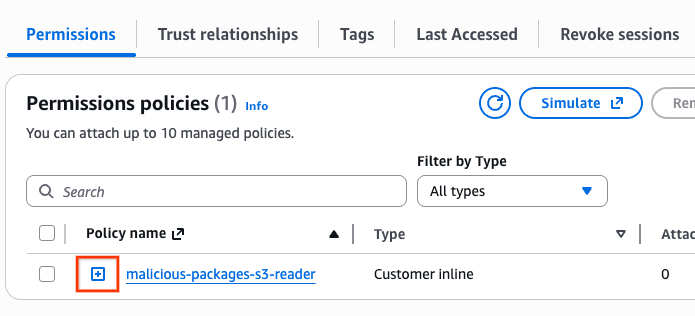 Permissions Trust relationships Tags Last Accessed Revoke sessions
Permissions policies (1) Info
Simulate
You can attach up to 10 managed policies.
Filter by Type
Search
All types
Policy name Type
malicious-packages-s3-reader Customer inline 0